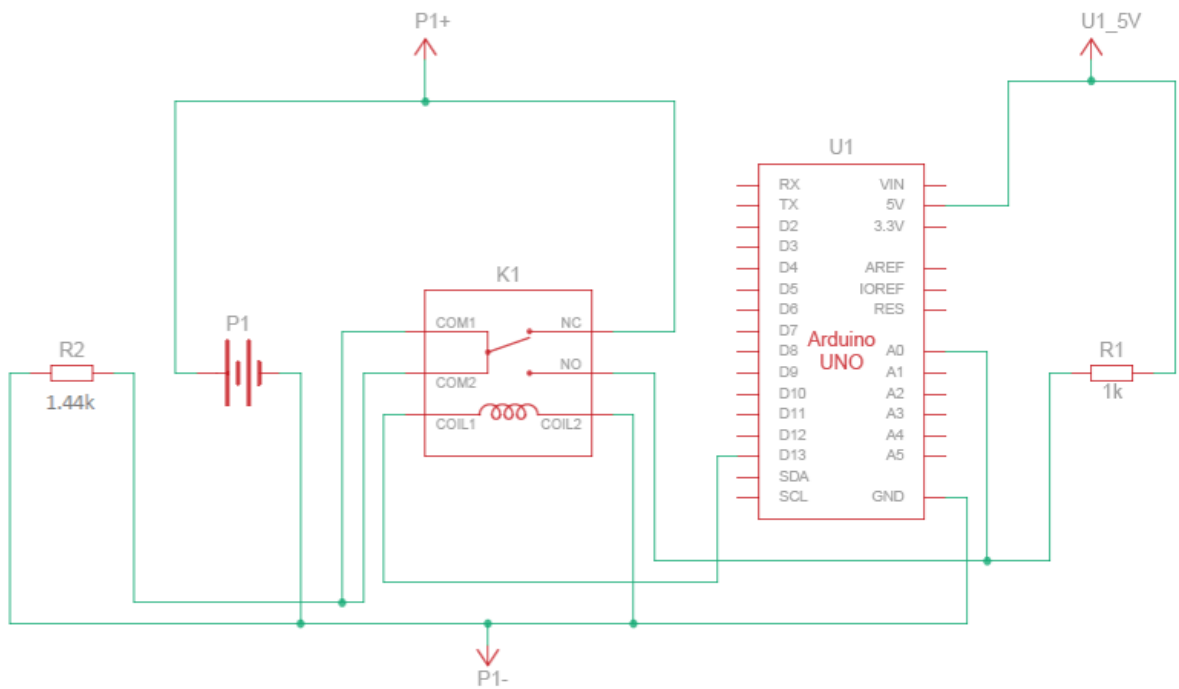 P1+
U1_5V
U1
RX
VIN
TX
5V
D2
3.3V
D3
D4
AREF
D5
IOREF
D6
RES
D7
Arduino
UNO
D8
A0
D9
A1
D10
A2
D11
A3
D12
A4
D13
A5
SDA
SCL
GND
K1
COM1
NC
COM2
NO
COIL1
COIL2
P1
R2
1.44k
R1
1k
P1-